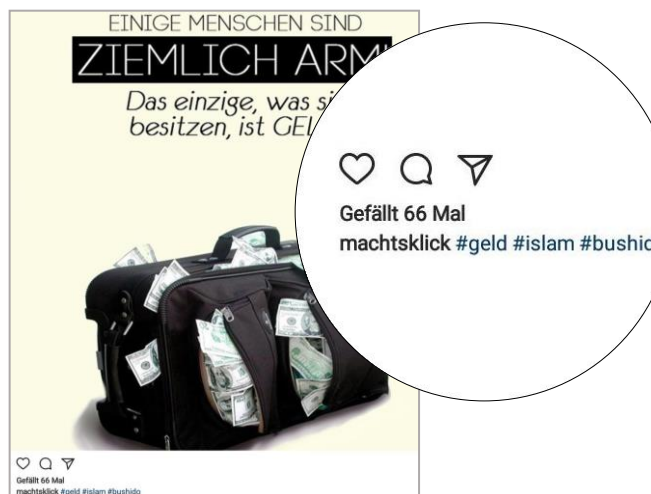 EINIGE MENSCHEN SIND
ZIEMLICH ARM!
Das einzige, was
besitzen, ist
Gefällt 66 Mal
machtsklick #geld #islam #bushido
Gefällt 66 Mal
machtsklick #geld #islam #bushido